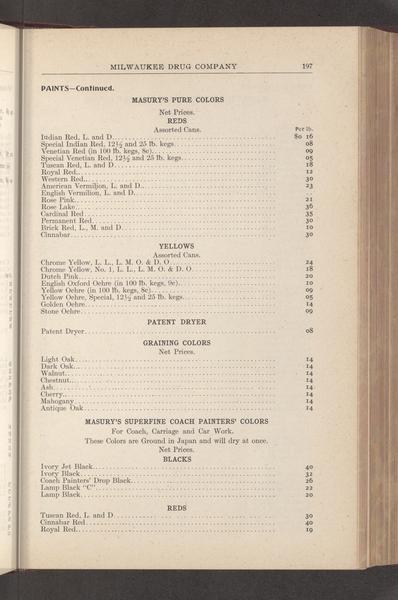 MILWAUKEE DRUG COMPANY 197
PAINTS—Continued.
MASURY'S PURE COLORS
Net Prices.
REDS
Assorted Cans. Per lb.
Indian Red, L. and D. $0 16
Special Indian Red, 12½ and 25 lb. kegs 08
Venetian Red (in 100 lb. kegs, 8c) 09
Special Venetian Red, 12½ and 25 lb. kegs 05
Tuscan Red, L. and D. 18
Royal Red 12
Western Red 30
American Vermilion, L. and D. 23
English Vermilion, L. and D.
Rose Pink 21
Rose Lake 36
Cardinal Red 35
Permanent Red 30
Brick Red, L., M. and D. 10
Cinnabar 30
YELLOWS
Assorted Cans.
Chrome Yellow, L. L., L. M. O. & D. O 24
Chrome Yellow, No. 1, L. L., L. M. O. & D. O 18
Dutch Pink 20
English Oxford Ochre (in 100 lb. kegs, 9c) 10
Yellow Ochre (in 100 lb. kegs, 8c) 09
Yellow Ochre, Special, 12½ and 25 lb. kegs 05
Golden Ochre 14
Stone Ochre 09
PATENT DRYER
Patent Dryer 08
GRAINING COLORS
Net Prices.
Light Oak 14
Dark Oak 14
Walnut 14
Chestnut 14
Ash 14
Cherry 14
Mahogany 14
Antique Oak 14
MASURY'S SUPERFINE COACH PAINTERS' COLORS
For Coach, Carriage and Car Work.
These Colors are Ground in Japan and will dry at once.
Net Prices.
BLACKS
Ivory Jet Black 40
Ivory Black 32
Coach Painters' Drop Black 26
Lamp Black "C" 22
Lamp Black 20
REDS
Tuscan Red, L. and D. 30
Cinnabar Red 40
Royal Red 19